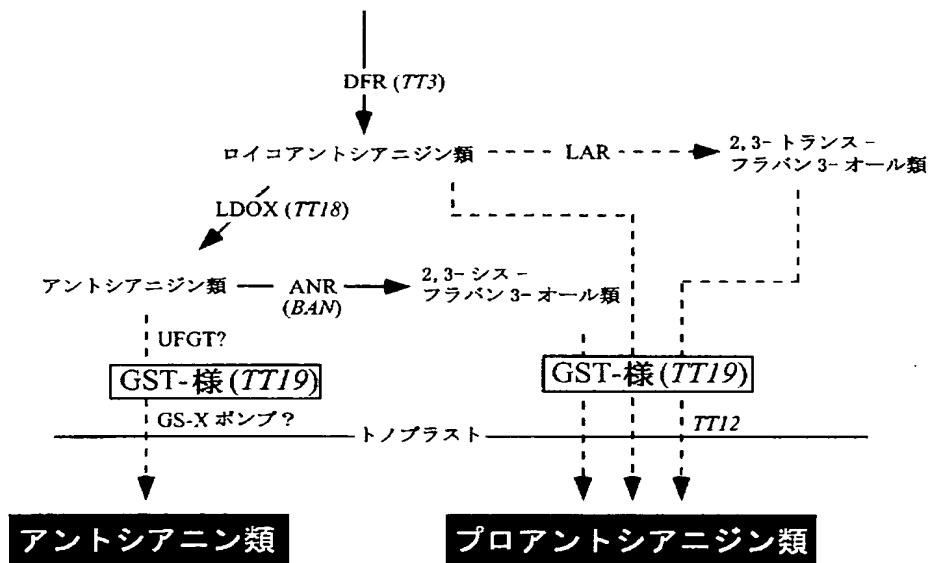 DFR (TT3)
ロイコアントシアニジン類
LAR
2, 3- トランス -
フラバン 3- オール類
LDOX (TT18)
アントシアニジン類
ANR
(BAN)
2, 3- シス -
フラバン 3- オール類
UFGT?
GST-様 (TT19)
GST-様 (TT19)
GS-X ポンプ ?
トノプラスト
TT12
アントシアニン類
プロアントシアニジン類